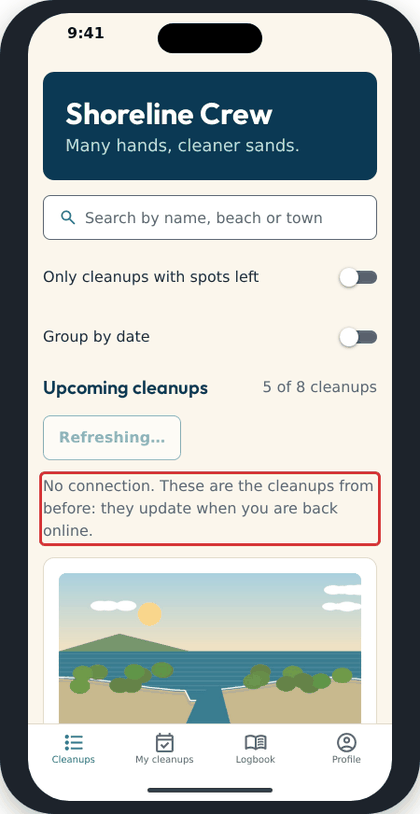 9:41
Shoreline Crew
Many hands, cleaner sands.
Search by name, beach or town
Only cleanups with spots left
Group by date
Upcoming cleanups
5 of 8 cleanups
Refreshing...
No connection. These are the cleanups from
before: they update when you are back
online.
Cleanups
My cleanups
Logbook
Profile